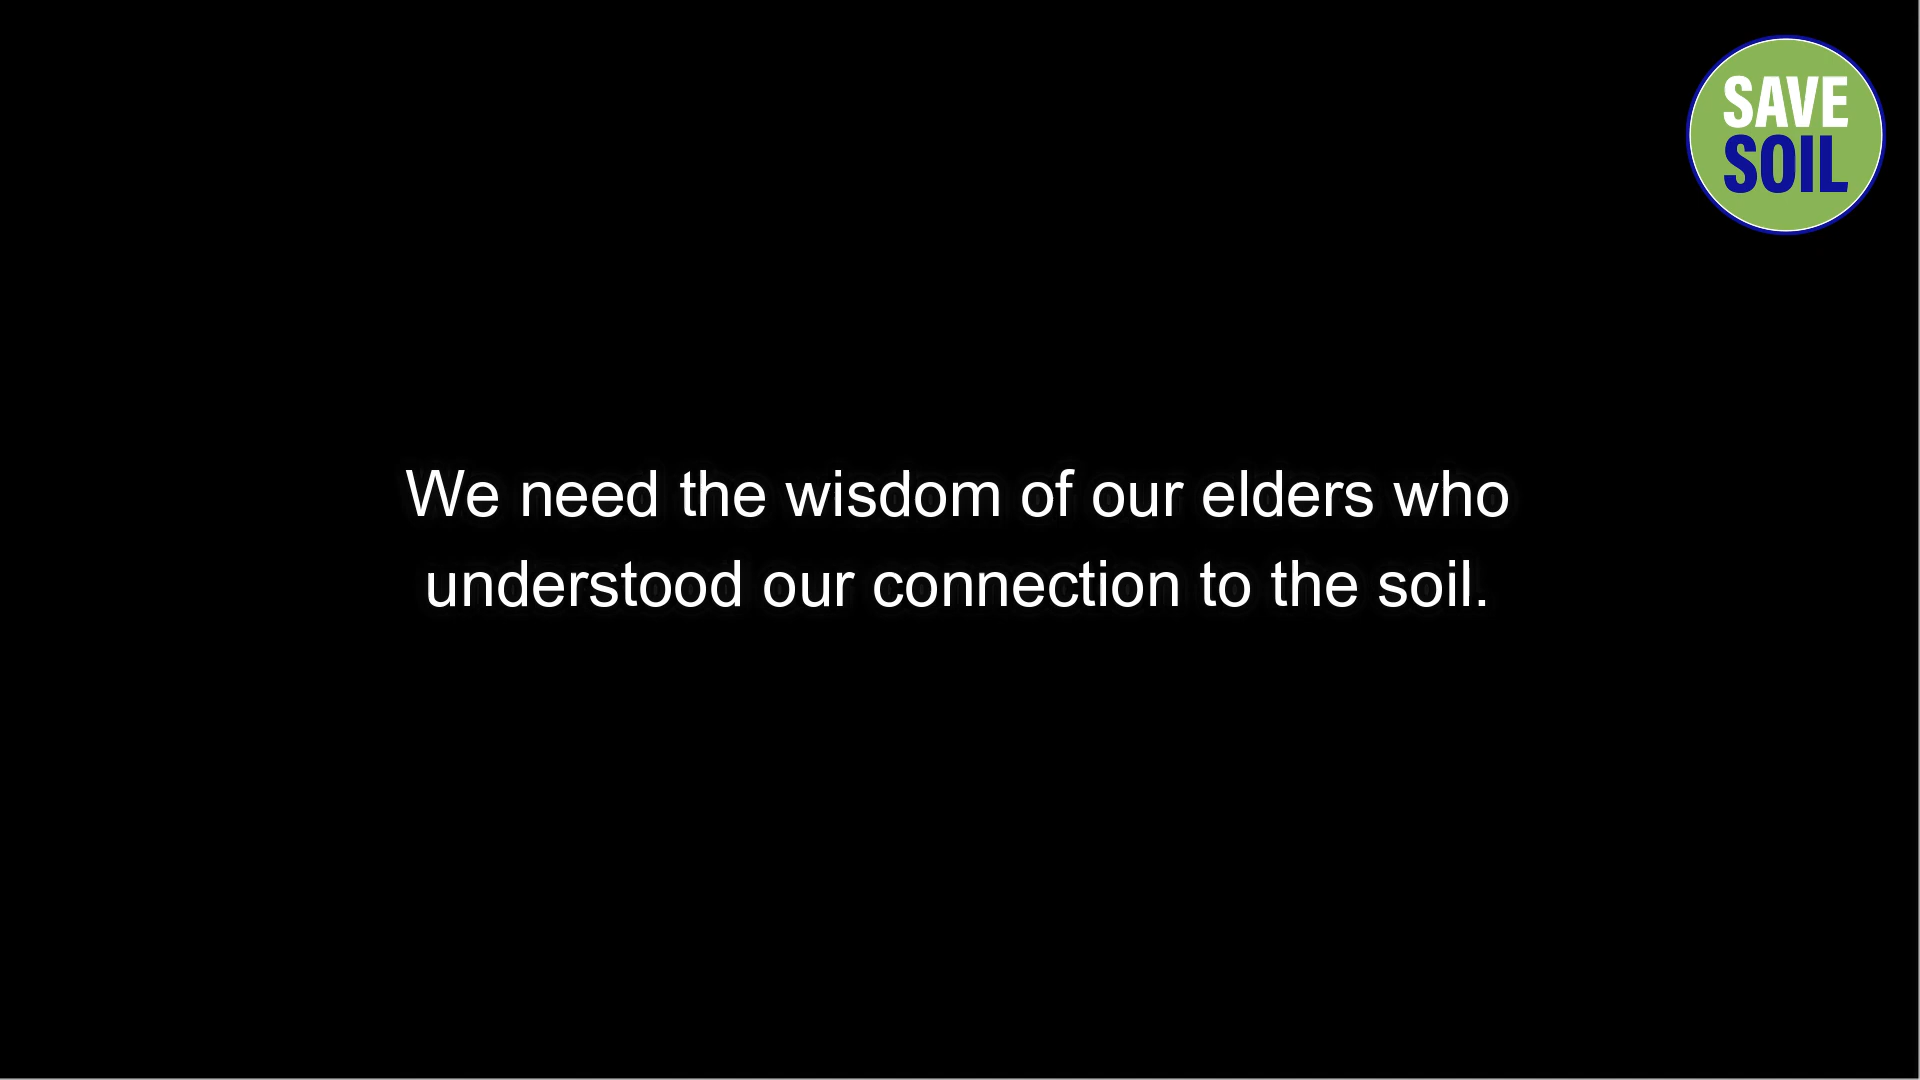 SAVE
SOIL
We need the wisdom of our elders who
understood our connection to the soil.